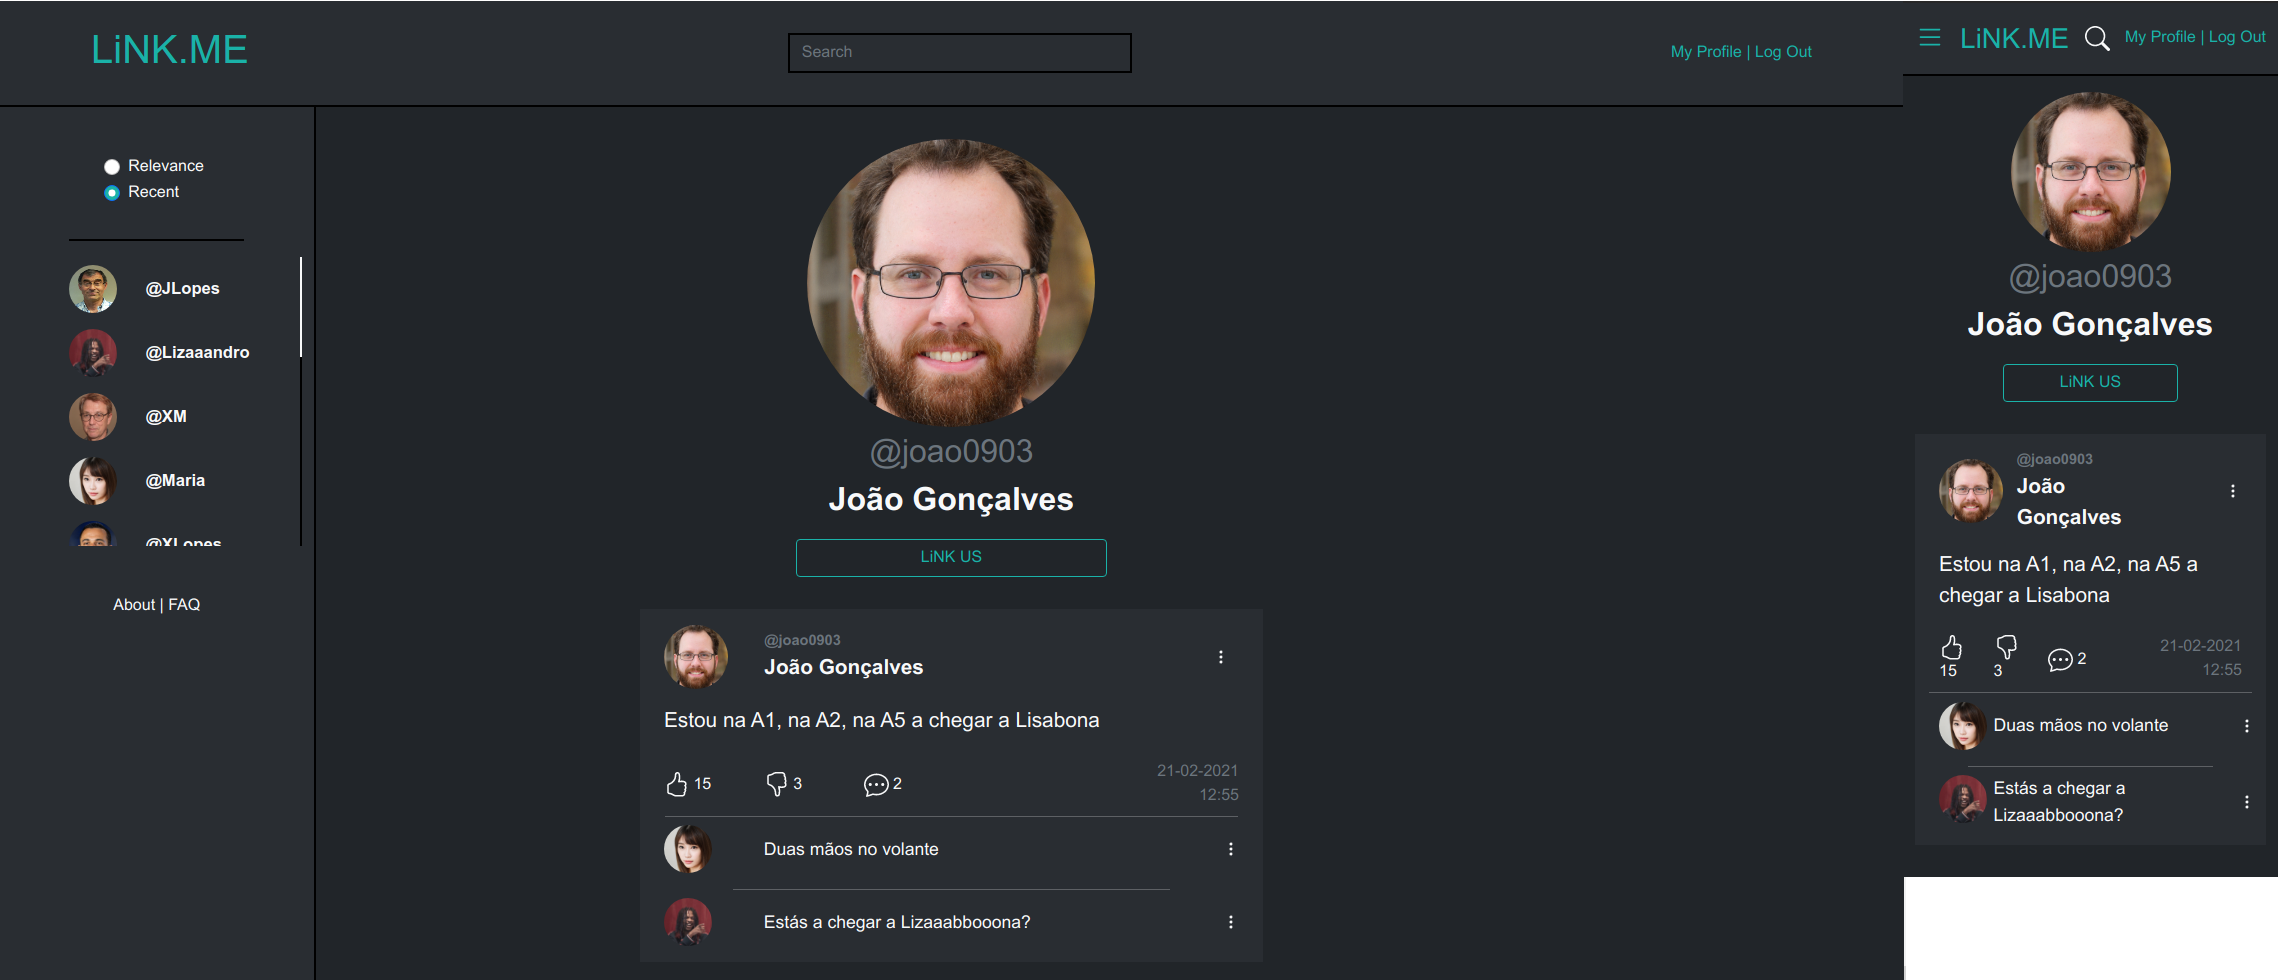 LiNK.ME
Search
My Profile | Log Out
Relevance
Recent
@JLopes
@Lizaaandro
@XM
@Maria
@XLopes
About | FAQ
@joao0903
João Gonçalves
LiNK US
@joao0903
João Gonçalves
Estou na A1, na A2, na A5 a chegar a Lisabona
15 3 2
21-02-2021
12:55
Duas mãos no volante
Estás a chegar a Lizaaabbooona?
LiNK.ME
My Profile | Log Out
@joao0903
João Gonçalves
LiNK US
@joao0903
João
Gonçalves
Estou na A1, na A2, na A5 a
chegar a Lisabona
15 3 2
21-02-2021
12:55
Duas mãos no volante
Estás a chegar a
Lizaaabbooona?